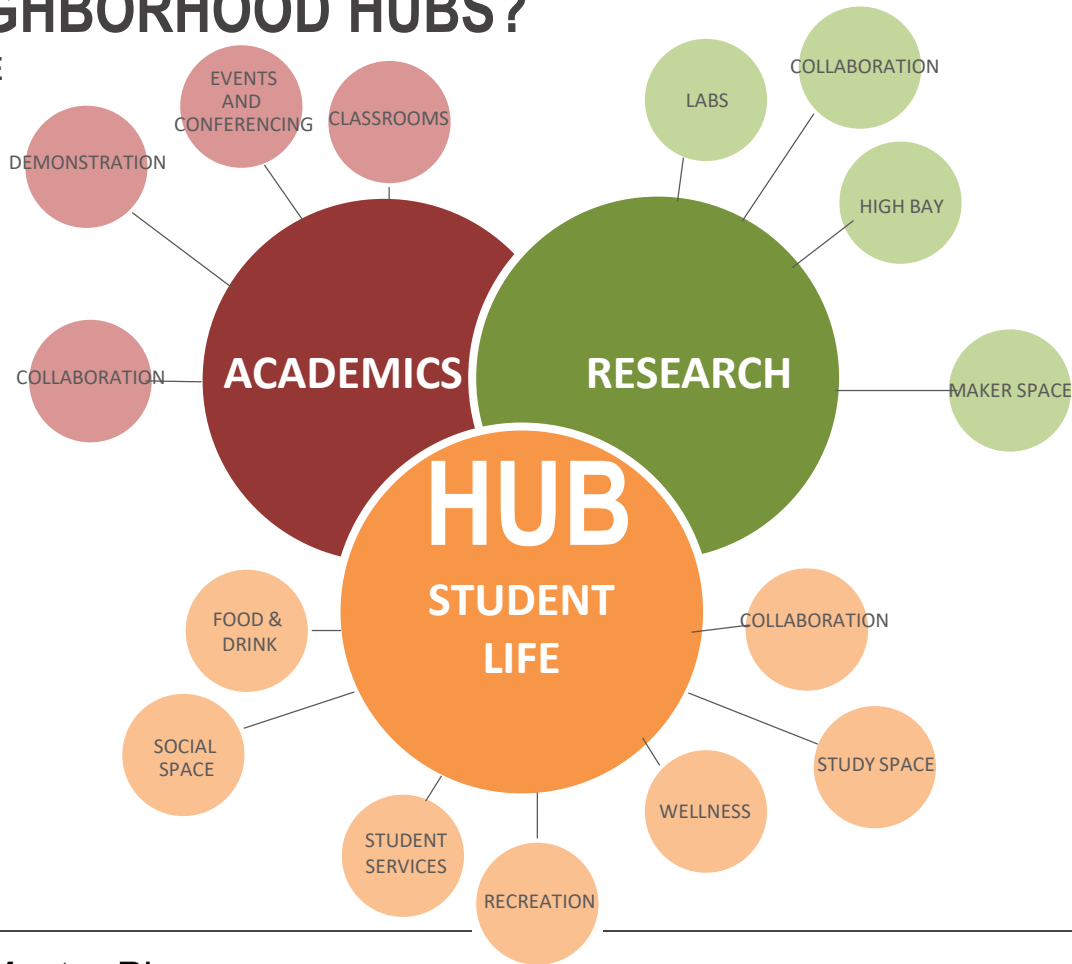 GHBORHOOD HUBS?
E
EVENTS
AND
CONFERENCING
CLASSROOMS
DEMONSTRATION
COLLABORATION
LABS
COLLABORATION
HIGH BAY
MAKER SPACE
ACADEMICS
RESEARCH
HUB
STUDENT
LIFE
FOOD &
DRINK
SOCIAL
SPACE
STUDENT
SERVICES
RECREATION
WELLNESS
STUDY SPACE
COLLABORATION